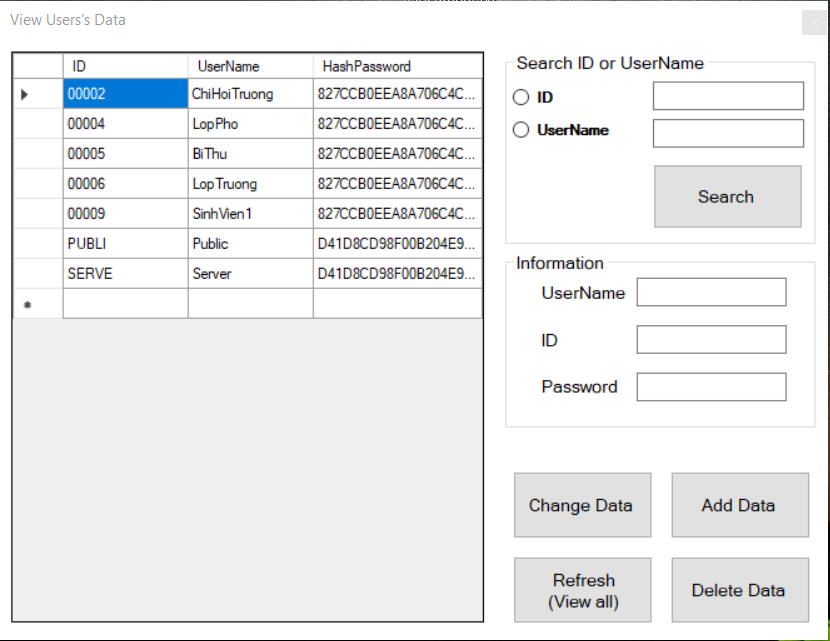 View Users's Data
ID UserName HashPassword
00002 ChiHoiTruong 827CCB0EEA8A706C4C...
00004 LopPho 827CCB0EEA8A706C4C...
00005 BiThu 827CCB0EEA8A706C4C...
00006 LopTruong 827CCB0EEA8A706C4C...
00009 SinhVien1 827CCB0EEA8A706C4C...
PUBLI Public D41D8CD98F00B204E9...
SERVE Server D41D8CD98F00B204E9...
Search ID or UserName
ID
UserName
Search
Information
UserName
ID
Password
Change Data
Add Data
Refresh
(View all)
Delete Data